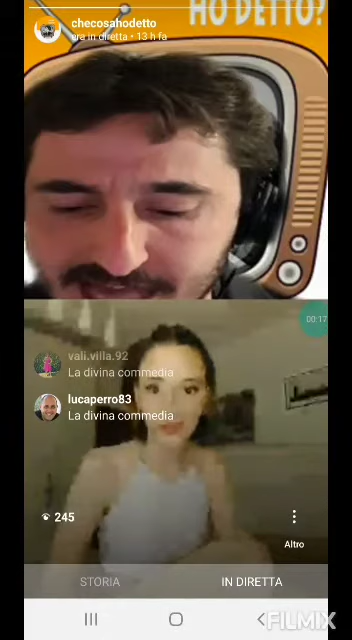 HO DETTO?
checosahodetto
era in diretta • 13 h fa
00:17
vali.villa.92
La divina commedia
lucaperro83
La divina commedia
245
Altro
STORIA
IN DIRETTA
FILMIX